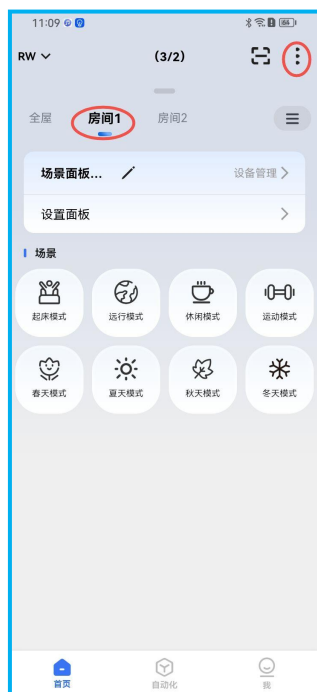 11:09
64
RW
(3/2)
全屋 房间1 房间2
场景面板... 设备管理
设置面板
场景
起床模式 远行模式 休闲模式 运动模式
春天模式 夏天模式 秋天模式 冬天模式
首页 自动化 我